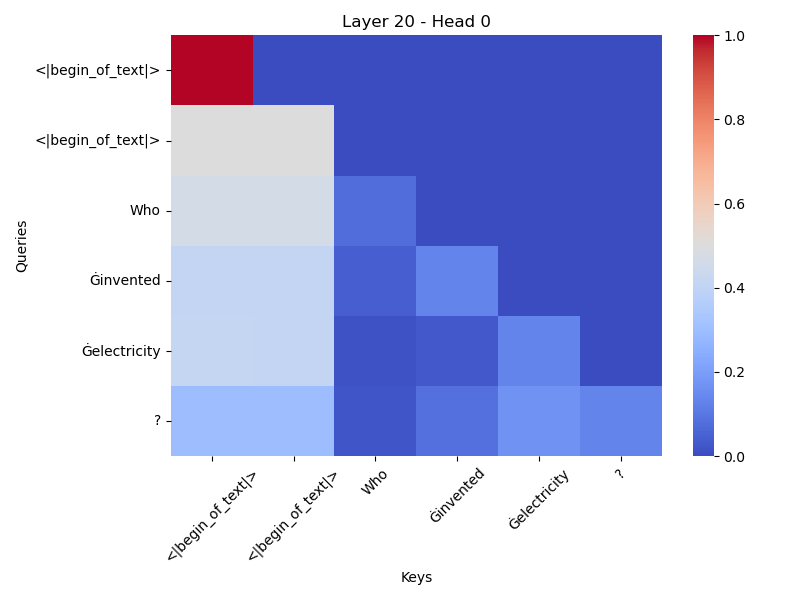 Layer 20 - Head 0
<|begin_of_text|>
<|begin_of_text|>
Who
Ġinvented
Ġelectricity
?
Queries
<|begin_of_text|>
<|begin_of_text|>
Who
Ġinvented
Ġelectricity
?
Keys
1.0
0.8
0.6
0.4
0.2
0.0